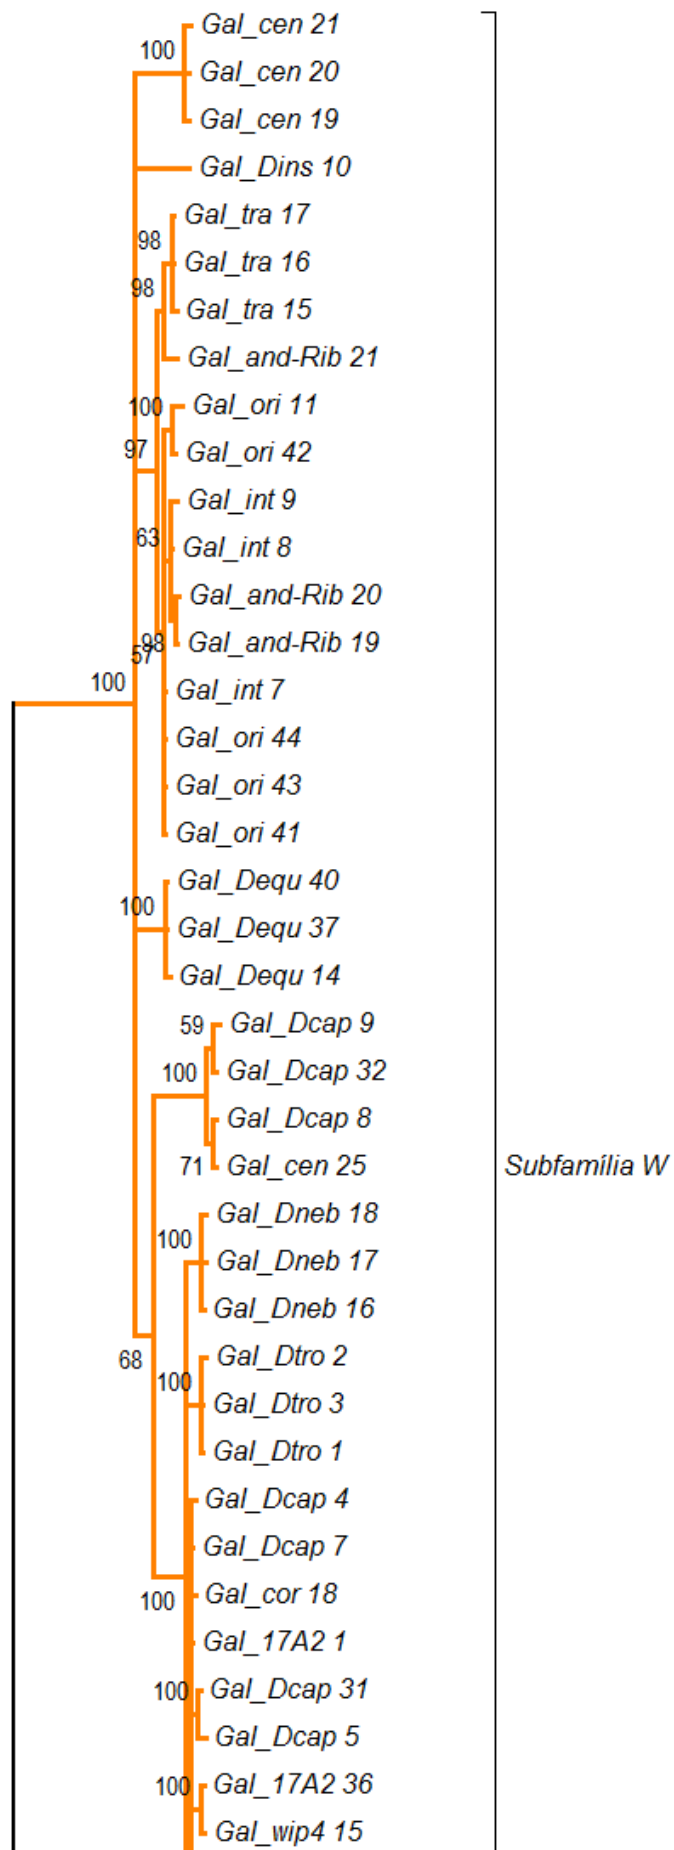 Gal_cen 21
100
Gal_cen 20
Gal_cen 19
Gal_Dins 10
Gal_tra 17
98
Gal_tra 16
98
Gal_tra 15
Gal_and-Rib 21
100
Gal_ori 11
97
Gal_ori 42
Gal_int 9
63
Gal_int 8
Gal_and-Rib 20
98
Gal_and-Rib 19
57
100
Gal_int 7
Gal_ori 44
Gal_ori 43
Gal_ori 41
Gal_Dequ 40
100
Gal_Dequ 37
Gal_Dequ 14
59
Gal_Dcap 9
100
Gal_Dcap 32
Gal_Dcap 8
71
Gal_cen 25
Subfamília W
Gal_Dneb 18
100
Gal_Dneb 17
Gal_Dneb 16
Gal_Dtro 2
68
100
Gal_Dtro 3
Gal_Dtro 1
Gal_Dcap 4
Gal_Dcap 7
100
Gal_cor 18
Gal_17A2 1
100
Gal_Dcap 31
Gal_Dcap 5
100
Gal_17A2 36
Gal_wip4 15